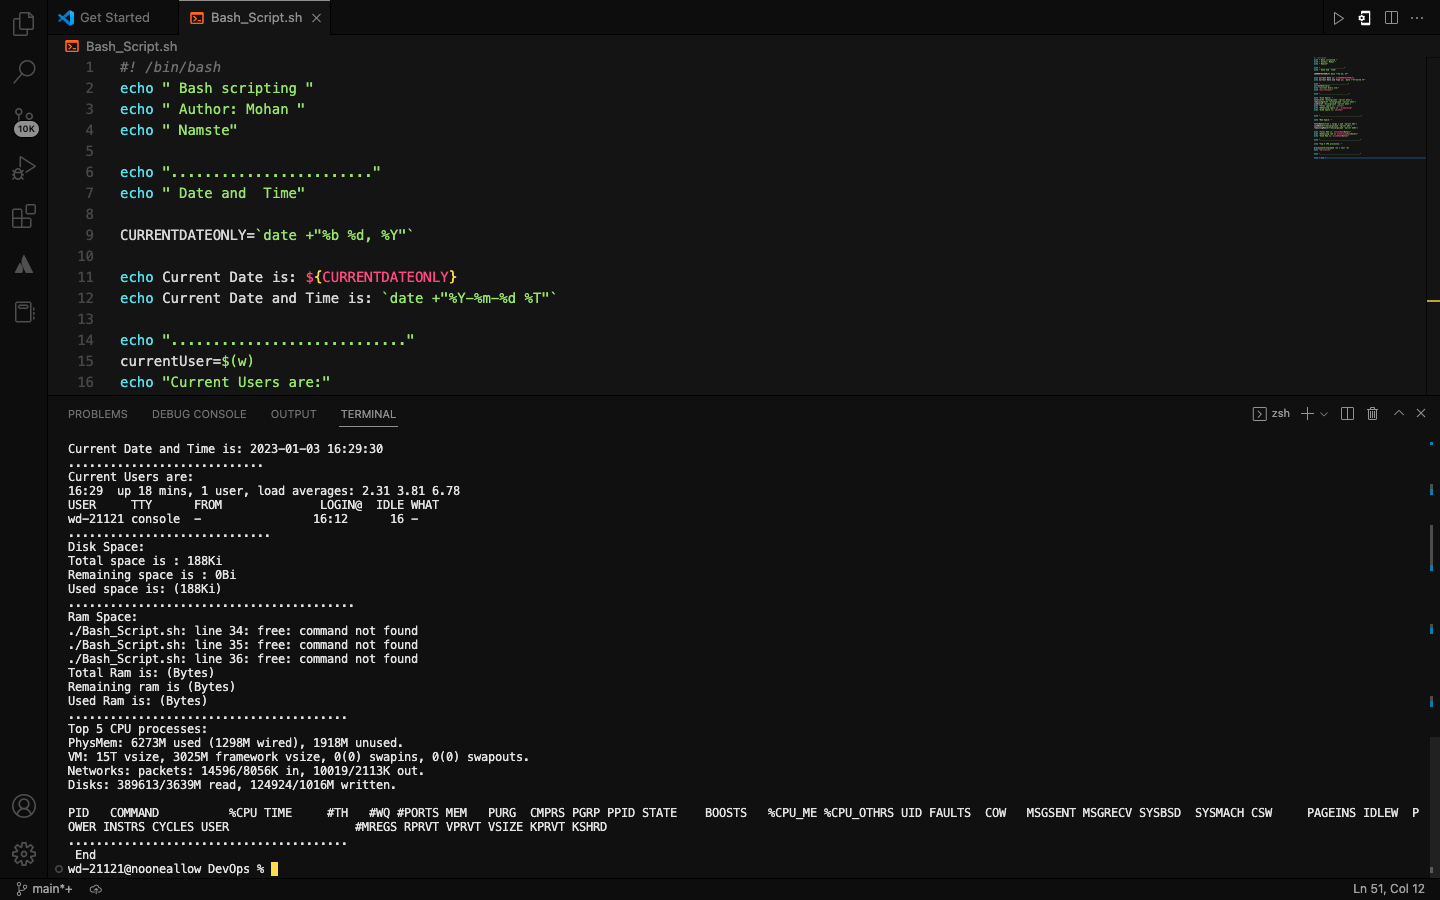 Get Started
Bash_Script.sh
Bash_Script.sh
10K
1 #! /bin/bash
2 echo " Bash scripting "
3 echo " Author: Mohan "
4 echo " Namste"
5
6 echo "........................"
7 echo " Date and  Time"
8
9 CURRENTDATEONLY=`date +"%b %d, %Y"`
10
11 echo Current Date is: ${CURRENTDATEONLY}
12 echo Current Date and Time is: `date +"%Y-%m-%d %T"`
13
14 echo "............................"
15 currentUser=$(w)
16 echo "Current Users are:"
PROBLEMS DEBUG CONSOLE OUTPUT TERMINAL
zsh
Current Date and Time is: 2023-01-03 16:29:30
............................
Current Users are:
16:29  up 18 mins, 1 user, load averages: 2.31 3.81 6.78
USER     TTY      FROM              LOGIN@  IDLE WHAT
wd-21121 console  -                16:12      16 -
.............................
Disk Space:
Total space is : 188Ki
Remaining space is : 0Bi
Used space is: (188Ki)
.........................................
Ram Space:
./Bash_Script.sh: line 34: free: command not found
./Bash_Script.sh: line 35: free: command not found
./Bash_Script.sh: line 36: free: command not found
Total Ram is: (Bytes)
Remaining ram is (Bytes)
Used Ram is: (Bytes)
........................................
Top 5 CPU processes:
PhysMem: 6273M used (1298M wired), 1918M unused.
VM: 15T vsize, 3025M framework vsize, 0(0) swapins, 0(0) swapouts.
Networks: packets: 14596/8056K in, 10019/2113K out.
Disks: 389613/3639M read, 124924/1016M written.
PID   COMMAND          %CPU TIME     #TH   #WQ #PORTS MEM   PURG  CMPRS PGRP PPID STATE    BOOSTS   %CPU_ME %CPU_OTHRS UID FAULTS  COW   MSGSENT MSGRECV SYSBSD  SYSMACH CSW     PAGEINS IDLEW  P
OWER INSTRS CYCLES USER                  #MREGS RPRVT VPRVT VSIZE KPRVT KSHRD
........................................
 End
wd-21121@nooneallow DevOps %
main*+
Ln 51, Col 12